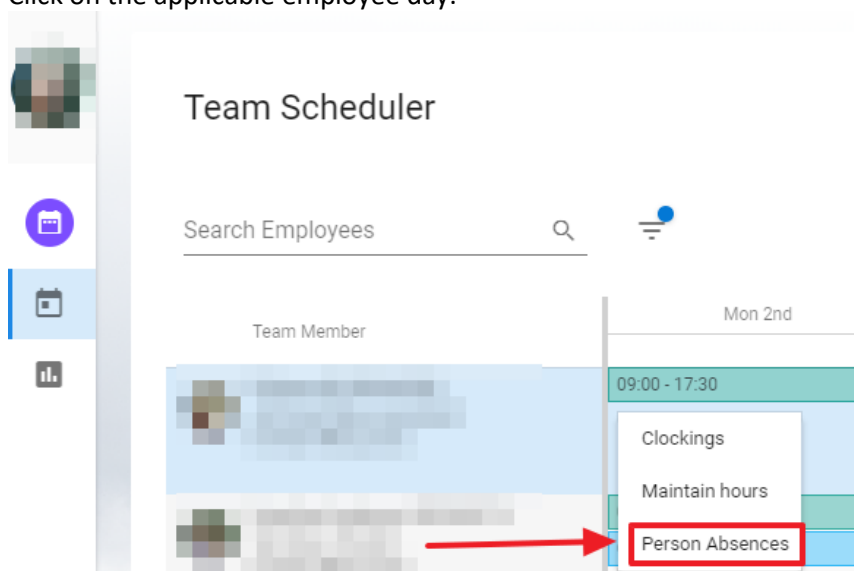 Click on the applicable employee day.
Team Scheduler
Search Employees
Team Member
Mon 2nd
09:00 - 17:30
Clockings
Maintain hours
Person Absences